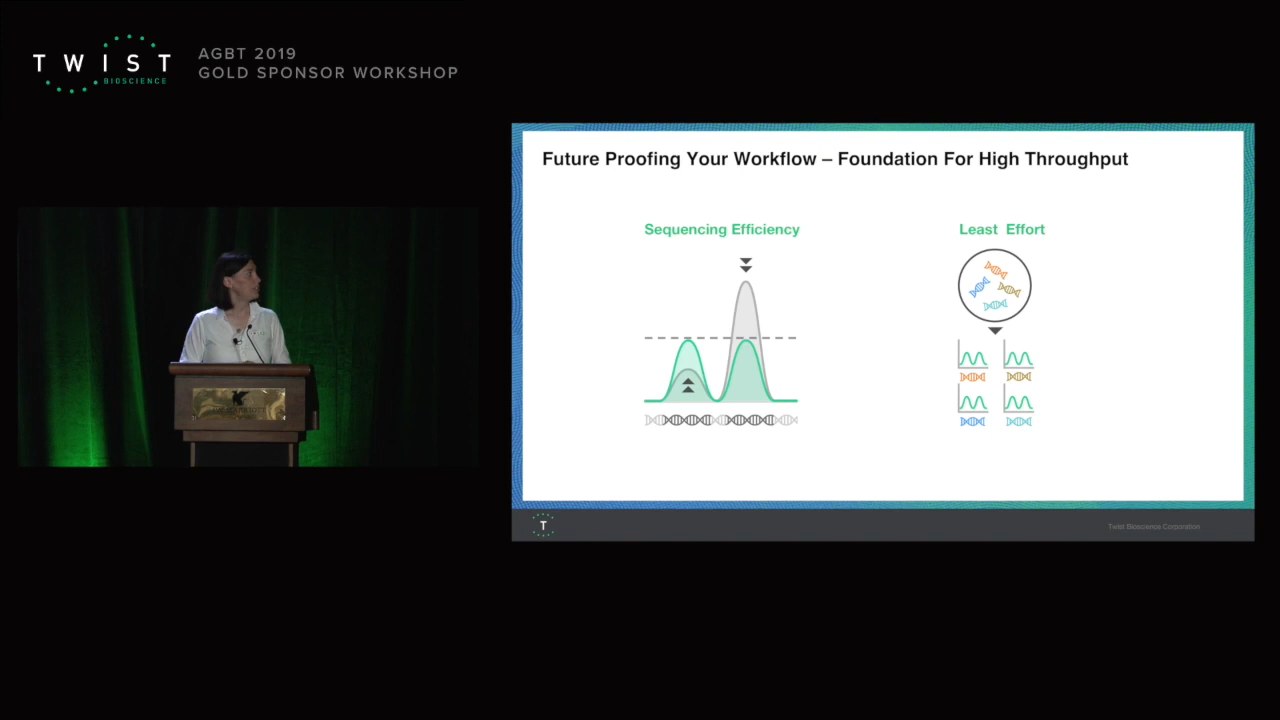 TWIST
BIOSCIENCE
AGBT 2019
GOLD SPONSOR WORKSHOP
Future Proofing Your Workflow – Foundation For High Throughput
Sequencing Efficiency
Least Effort
T
Twist Bioscience Corporation